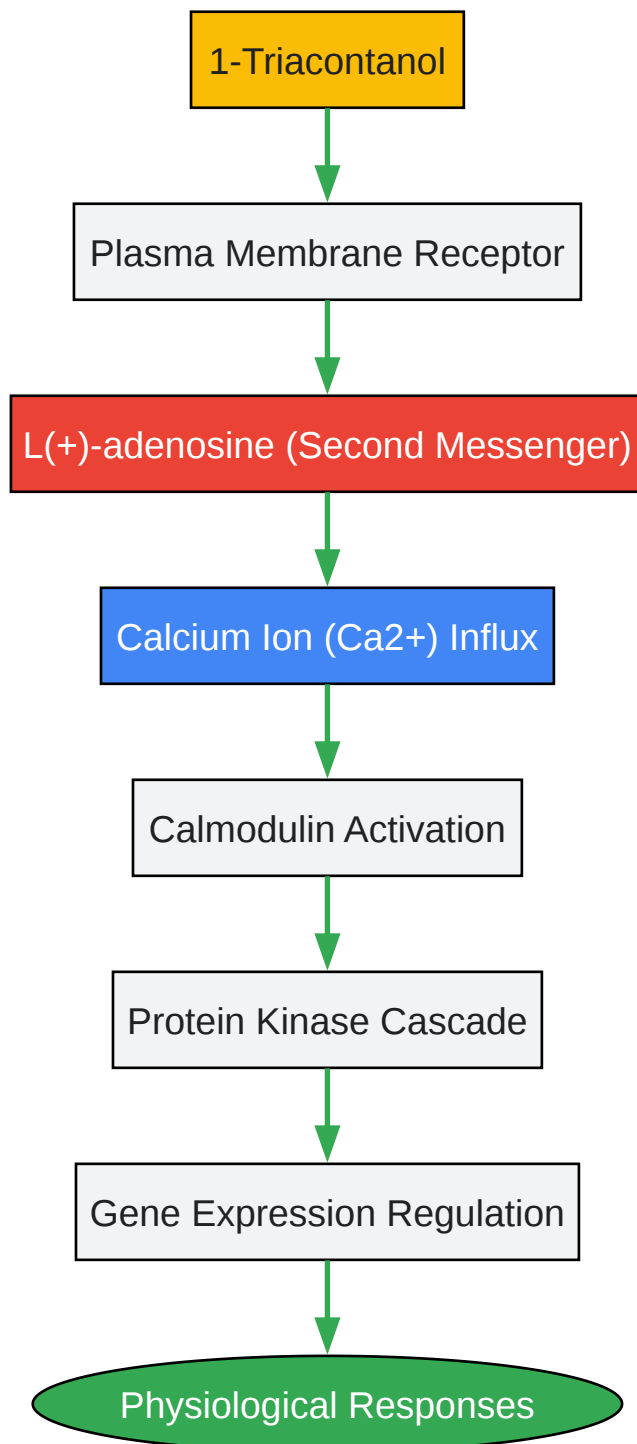 1-Triacontanol
Plasma Membrane Receptor
L(+)-adenosine (Second Messenger)
Calcium Ion (Ca2+) Influx
Calmodulin Activation
Protein Kinase Cascade
Gene Expression Regulation
Physiological Responses